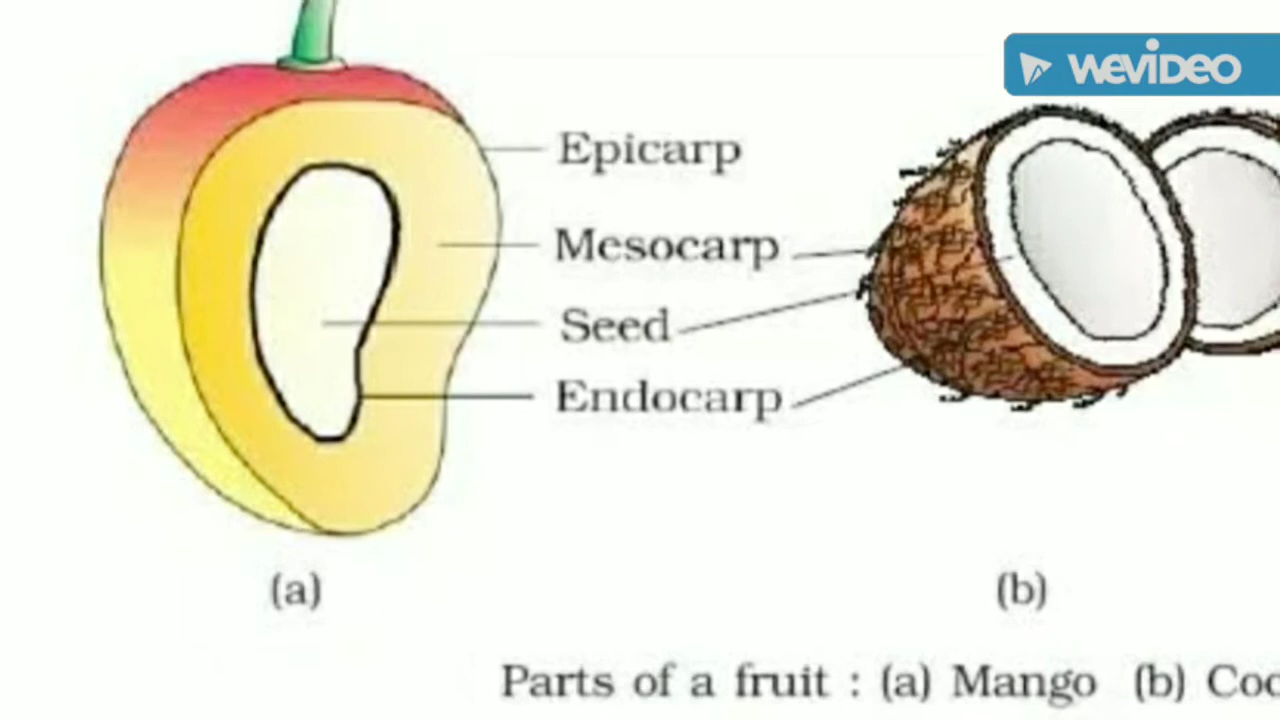 WEVIDEO
Epicarp
Mesocarp
Seed
Endocarp
(a)
(b)
Parts of a fruit : (a) Mango (b) Coc